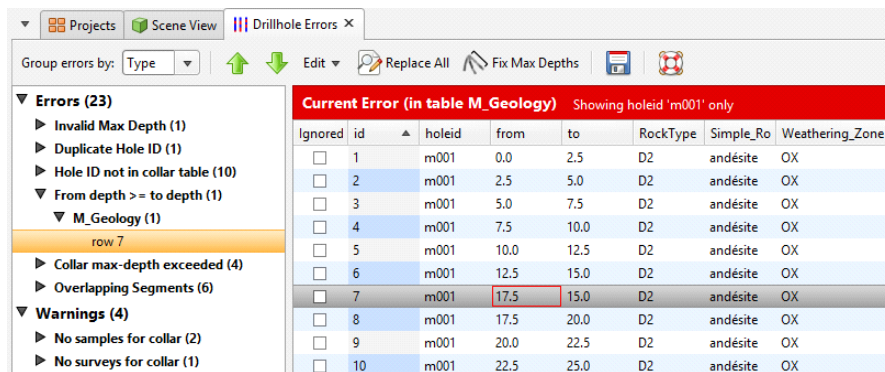 Projects Scene View Drillhole Errors
Group errors by: Type Edit Replace All Fix Max Depths
Errors (23)
Invalid Max Depth (1)
Duplicate Hole ID (1)
Hole ID not in collar table (10)
From depth >= to depth (1)
M_Geology (1)
row 7
Collar max-depth exceeded (4)
Overlapping Segments (6)
Warnings (4)
No samples for collar (2)
No surveys for collar (1)
Current Error (in table M_Geology) Showing holeid 'm001' only
Ignored id holeid from to RockType Simple_Ro Weathering_Zone
1 m001 0.0 2.5 D2 andésite OX
2 m001 2.5 5.0 D2 andésite OX
3 m001 5.0 7.5 D2 andésite OX
4 m001 7.5 10.0 D2 andésite OX
5 m001 10.0 12.5 D2 andésite OX
6 m001 12.5 15.0 D2 andésite OX
7 m001 17.5 15.0 D2 andésite OX
8 m001 17.5 20.0 D2 andésite OX
9 m001 20.0 22.5 D2 andésite OX
10 m001 22.5 25.0 D2 andésite OX